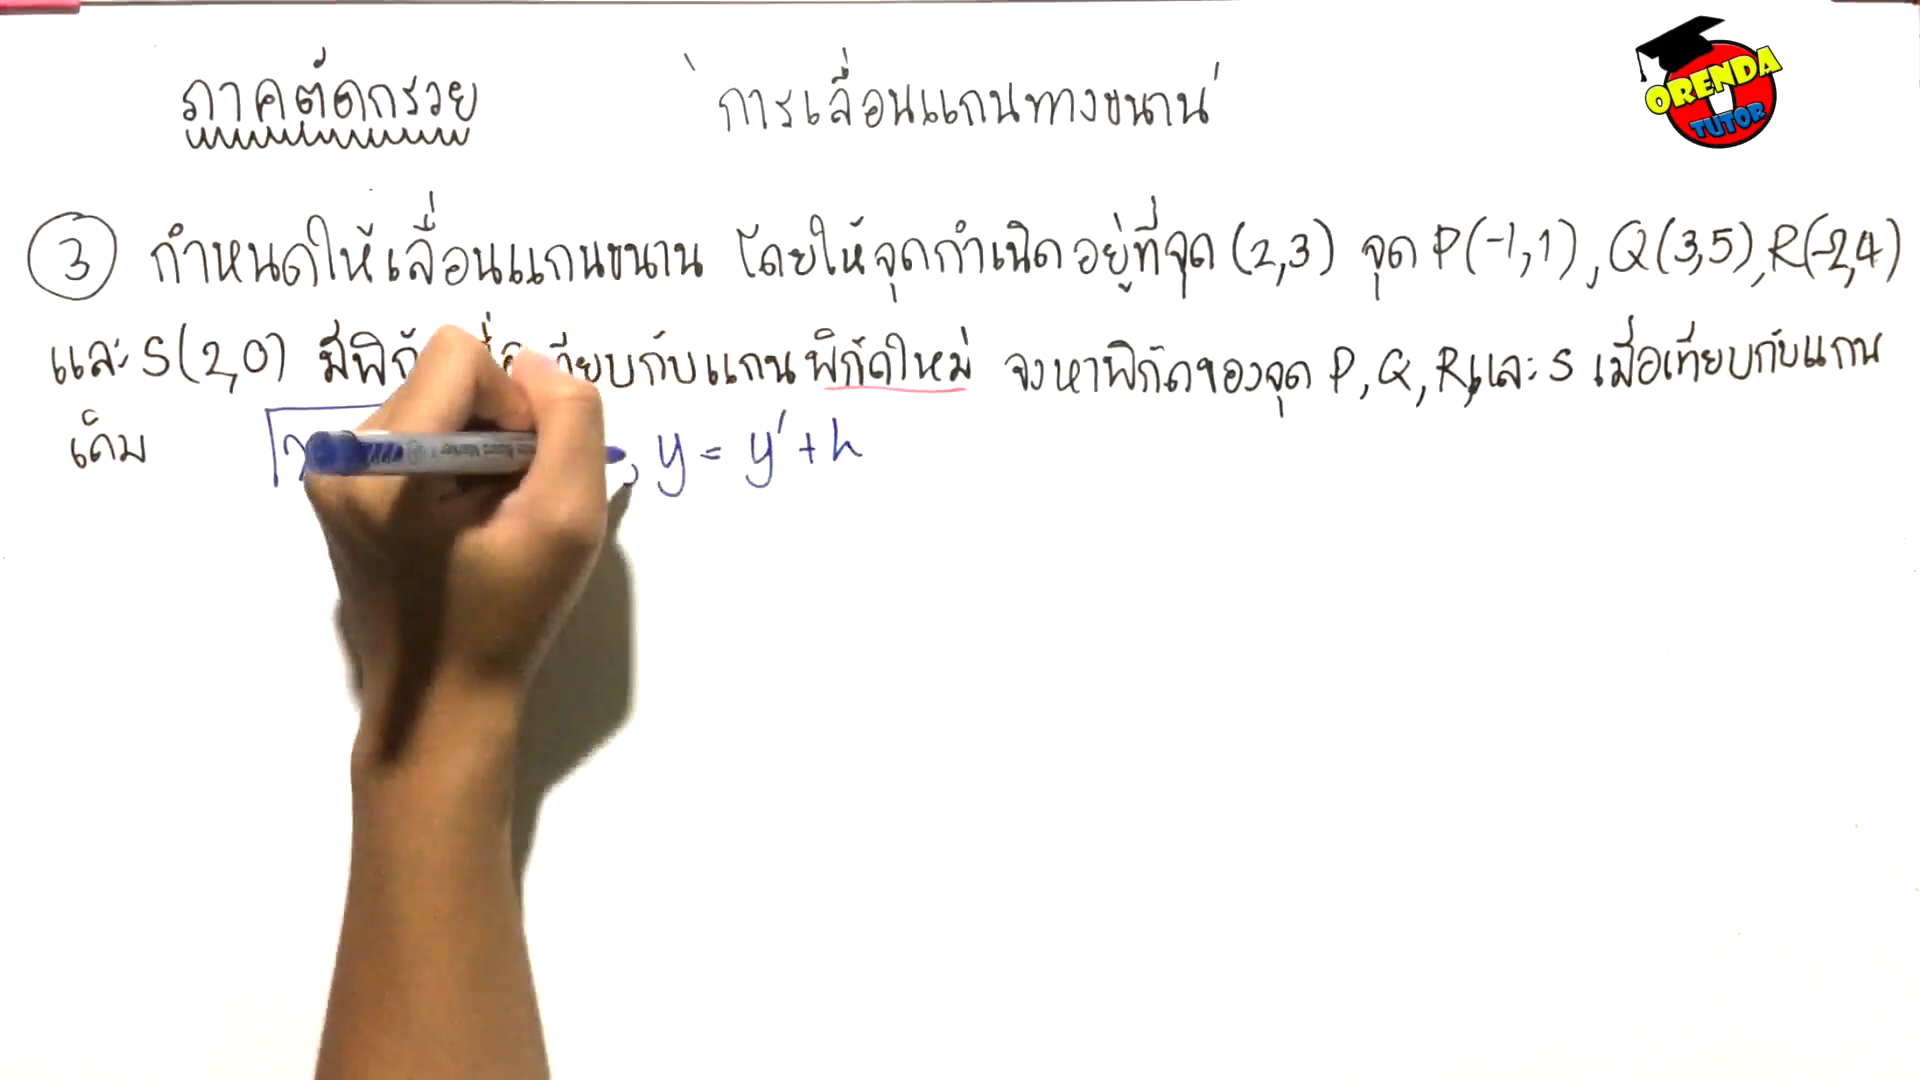 ภาคตัดกรวย "การเลื่อนแกนทางขนาน"
ORENDA
TUTOR
3 กำหนดให้เลื่อนแกนขนาน โดยให้จุดกำเนิดอยู่ที่จุด (2,3) จุด P(-1,1), Q(3,5), R(-2,4)
และ S(2,0) มีพิกัด เทียบกับแกนพิกัดใหม่ จงหาพิกัดของจุด P, Q, R, และ S เมื่อเทียบกับแกน
เดิม , y = y' + k